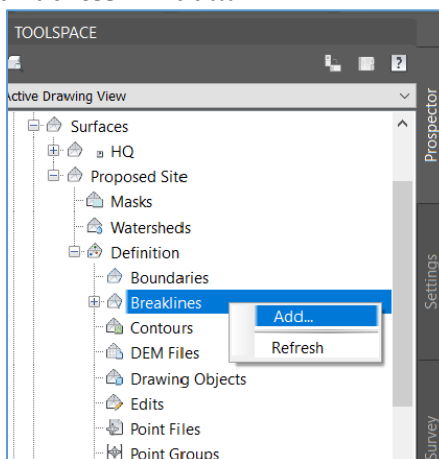 TOOLSPACE
Active Drawing View
Surfaces
HQ
Proposed Site
Masks
Watersheds
Definition
Boundaries
Breaklines
Add...
Contours
Refresh
DEM Files
Drawing Objects
Edits
Point Files
Point Groups
Prospector
Settings
Survey